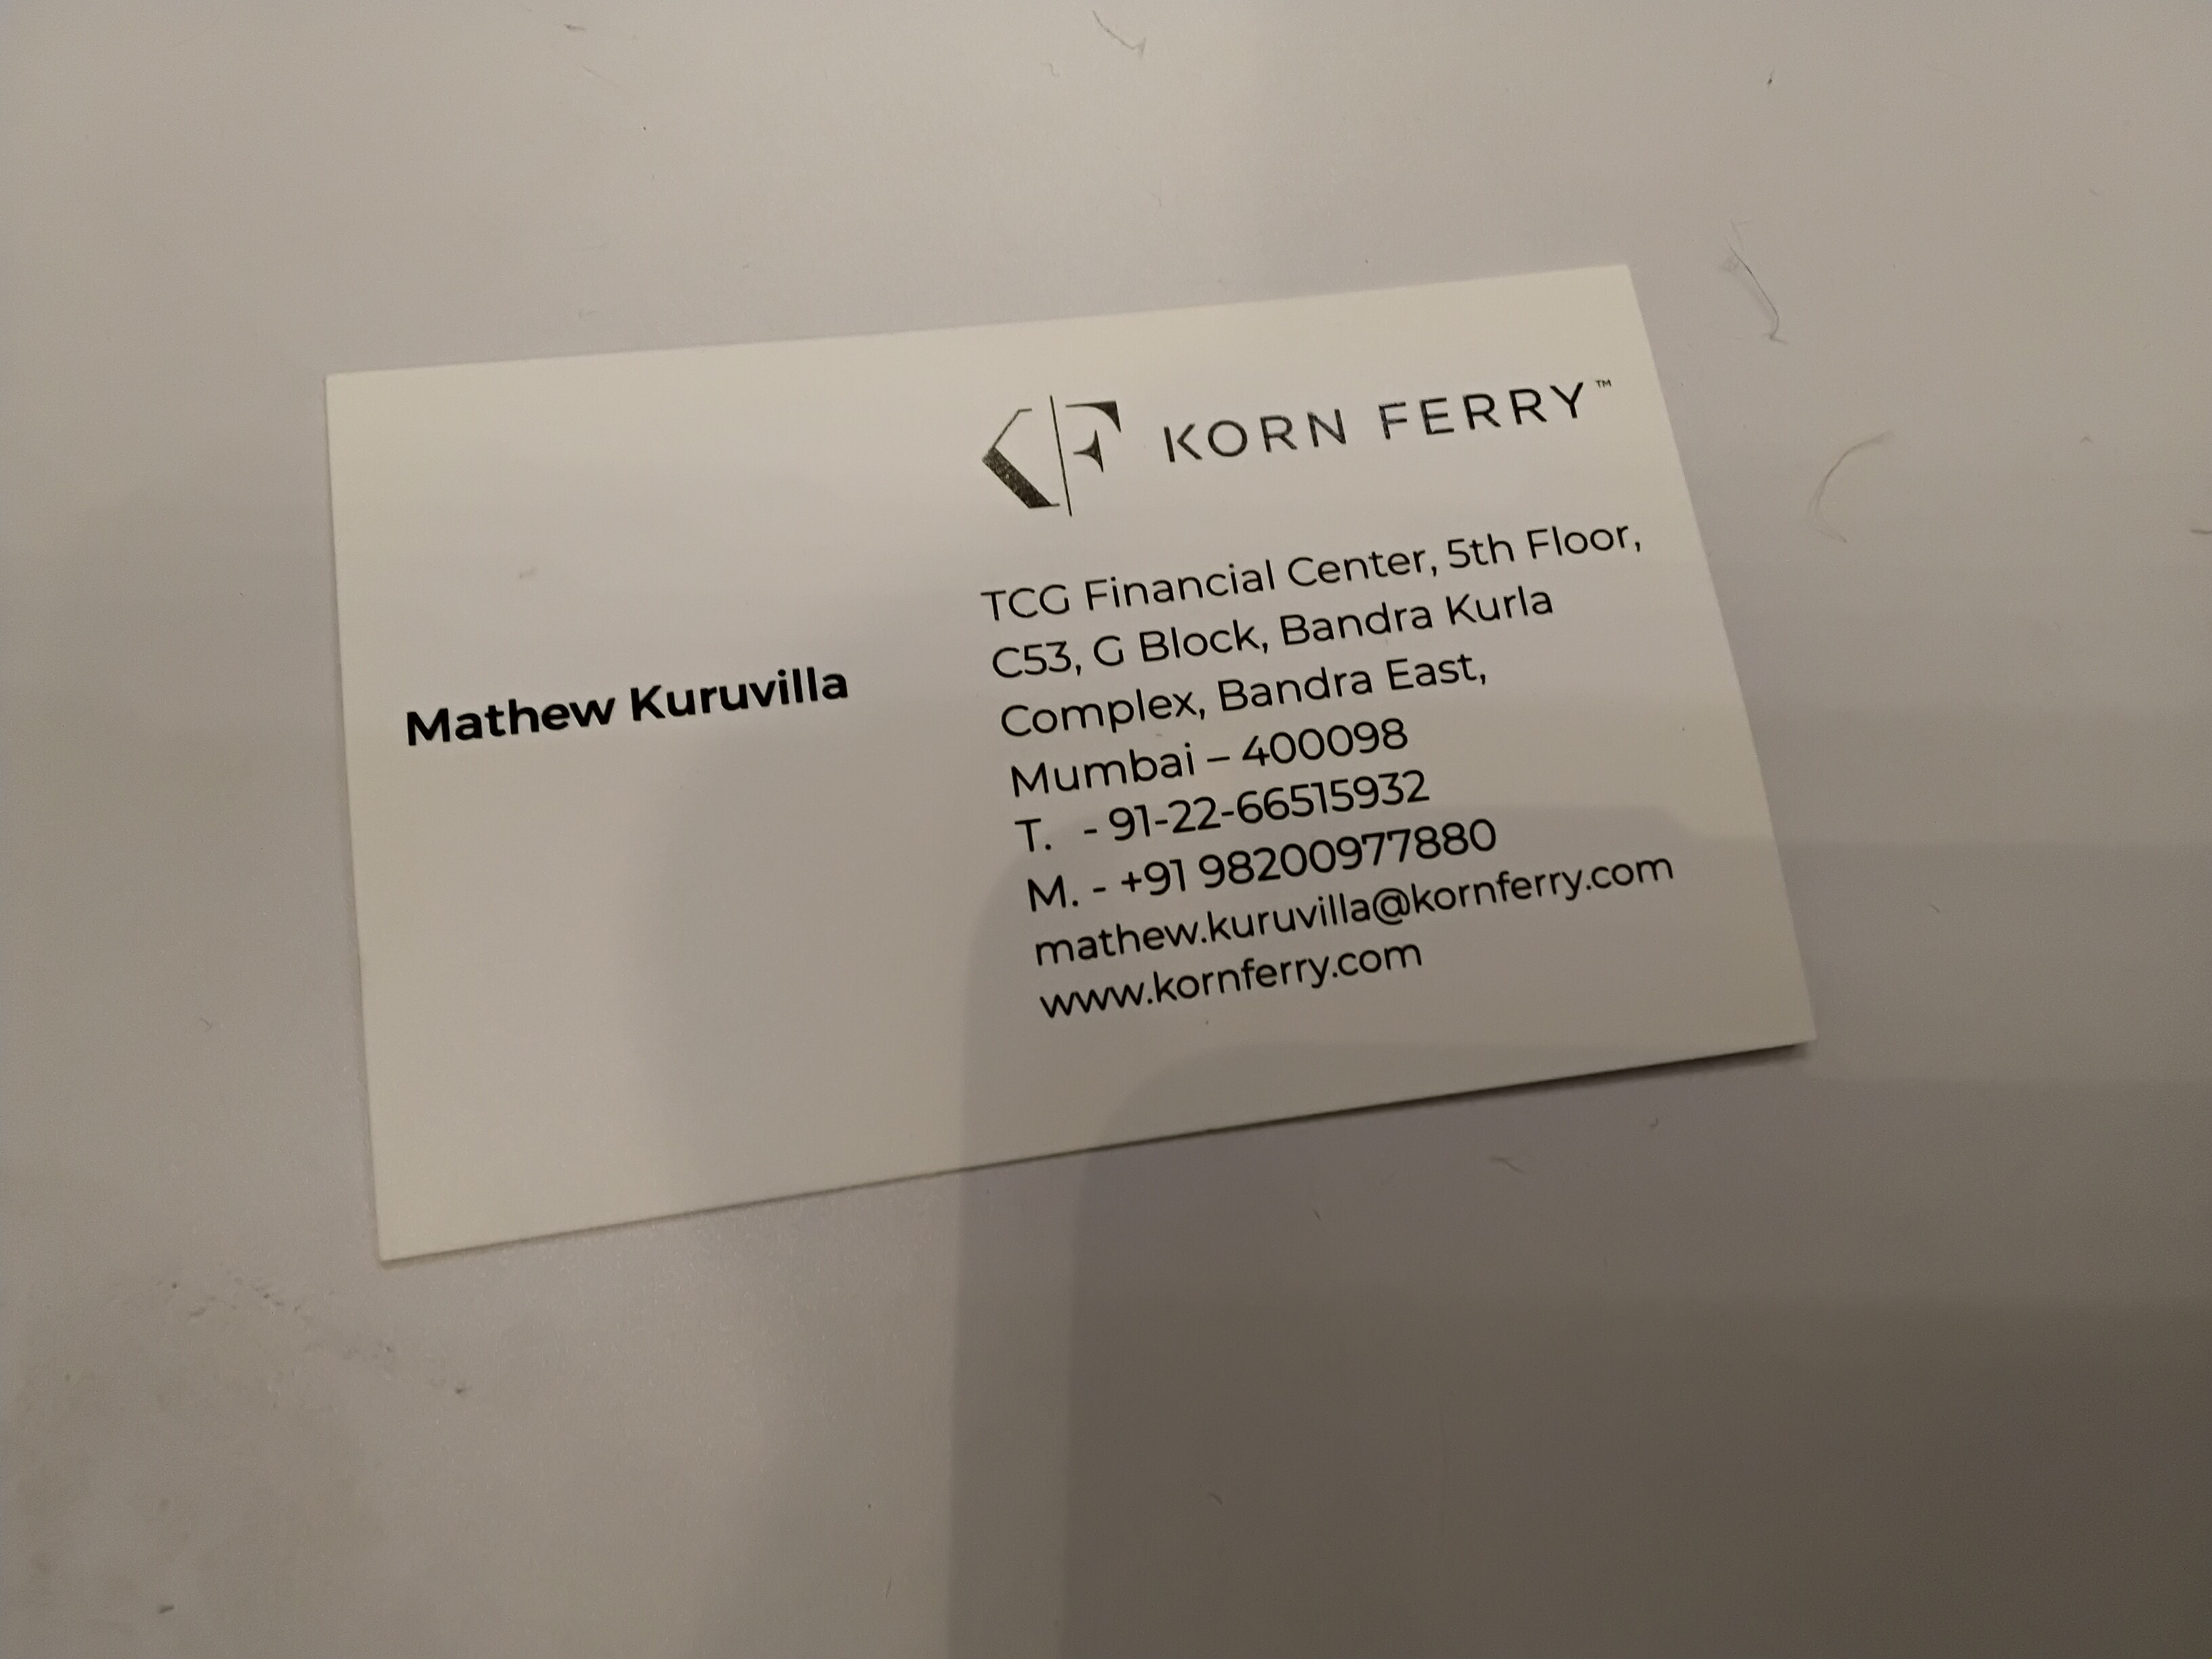 KF KORN FERRY™
Mathew Kuruvilla
TCG Financial Center, 5th Floor,
C53, G Block, Bandra Kurla
Complex, Bandra East,
Mumbai – 400098
T. - 91-22-66515932
M. - +91 98200977880
mathew.kuruvilla@kornferry.com
www.kornferry.com